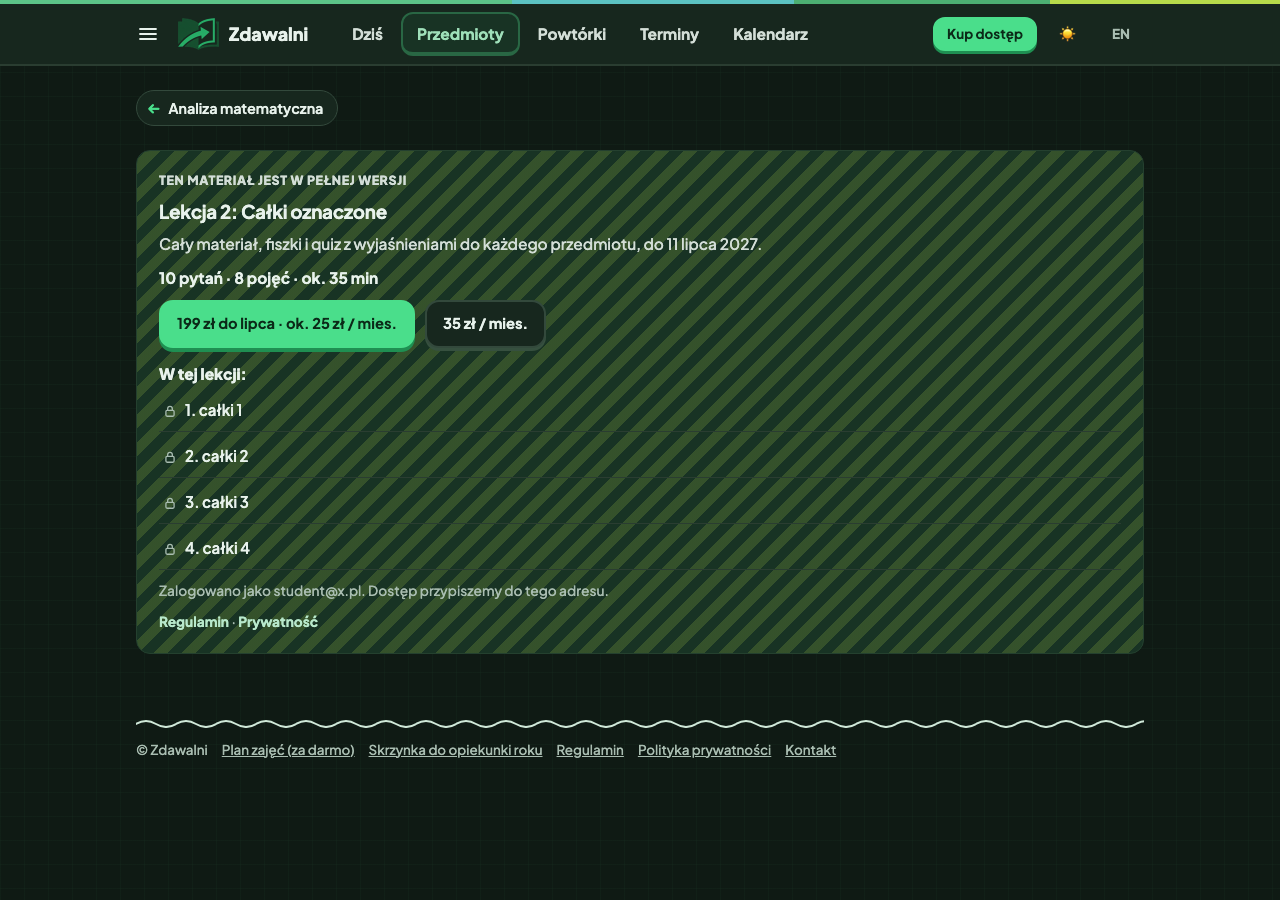 Zdawalni
Dziś
Przedmioty
Powtórki
Terminy
Kalendarz
Kup dostęp
EN
← Analiza matematyczna
TEN MATERIAŁ JEST W PEŁNEJ WERSJI
Lekcja 2: Całki oznaczone
Cały materiał, fiszki i quiz z wyjaśnieniami do każdego przedmiotu, do 11 lipca 2027.
10 pytań · 8 pojęć · ok. 35 min
199 zł do lipca · ok. 25 zł / mies.
35 zł / mies.
W tej lekcji:
1. całki 1
2. całki 2
3. całki 3
4. całki 4
Zalogowano jako student@x.pl. Dostęp przypiszemy do tego adresu.
Regulamin · Prywatność
© Zdawalni Plan zajęć (za darmo) Skrzynka do opiekunki roku Regulamin Polityka prywatności Kontakt